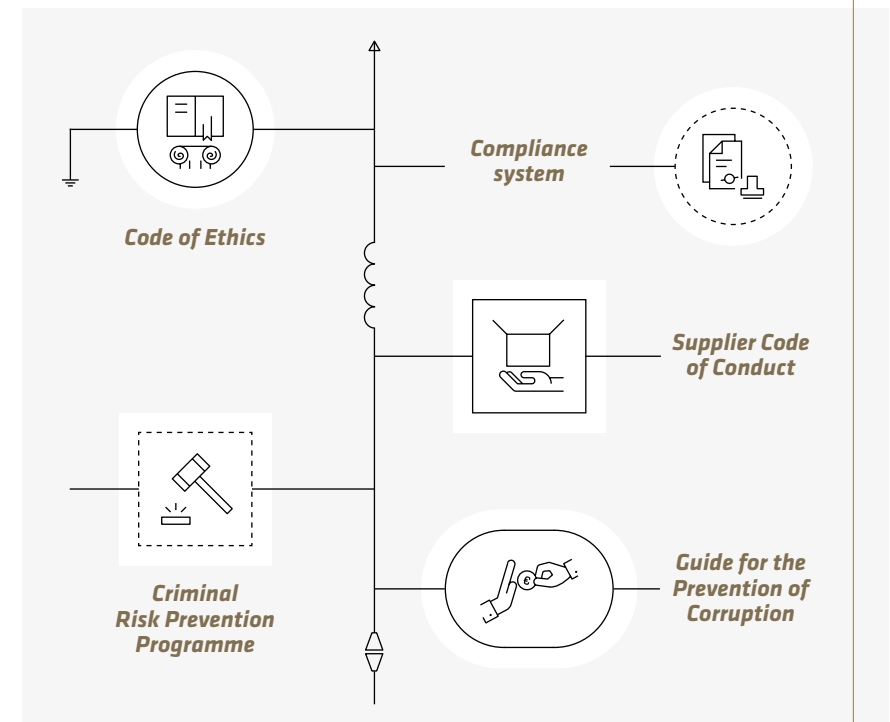 Code of Ethics
Compliance
system
Supplier Code
of Conduct
Criminal
Risk Prevention
Programme
Guide for the
Prevention of
Corruption
€